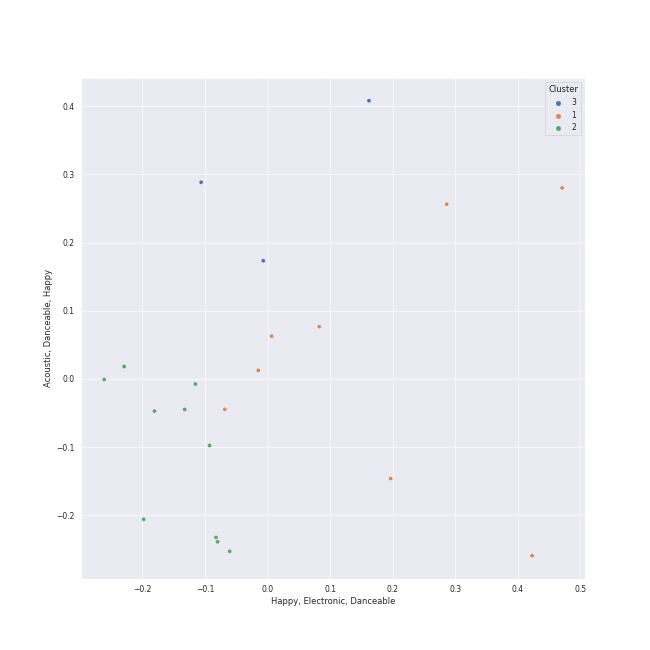 Cluster
3
1
2
0.4
0.3
0.2
0.1
0.0
−0.1
−0.2
Acoustic, Danceable, Happy
−0.2 −0.1 0.0 0.1 0.2 0.3 0.4 0.5
Happy, Electronic, Danceable